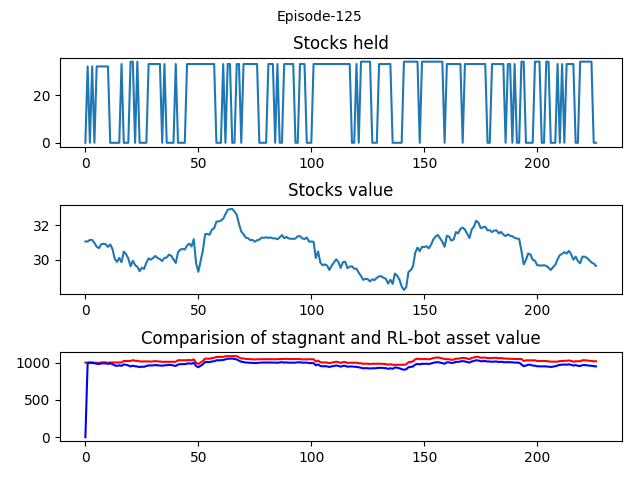 Episode-125
Stocks held
20
0
0 50 100 150 200
Stocks value
32
30
0 50 100 150 200
Comparision of stagnant and RL-bot asset value
1000
500
0
0 50 100 150 200